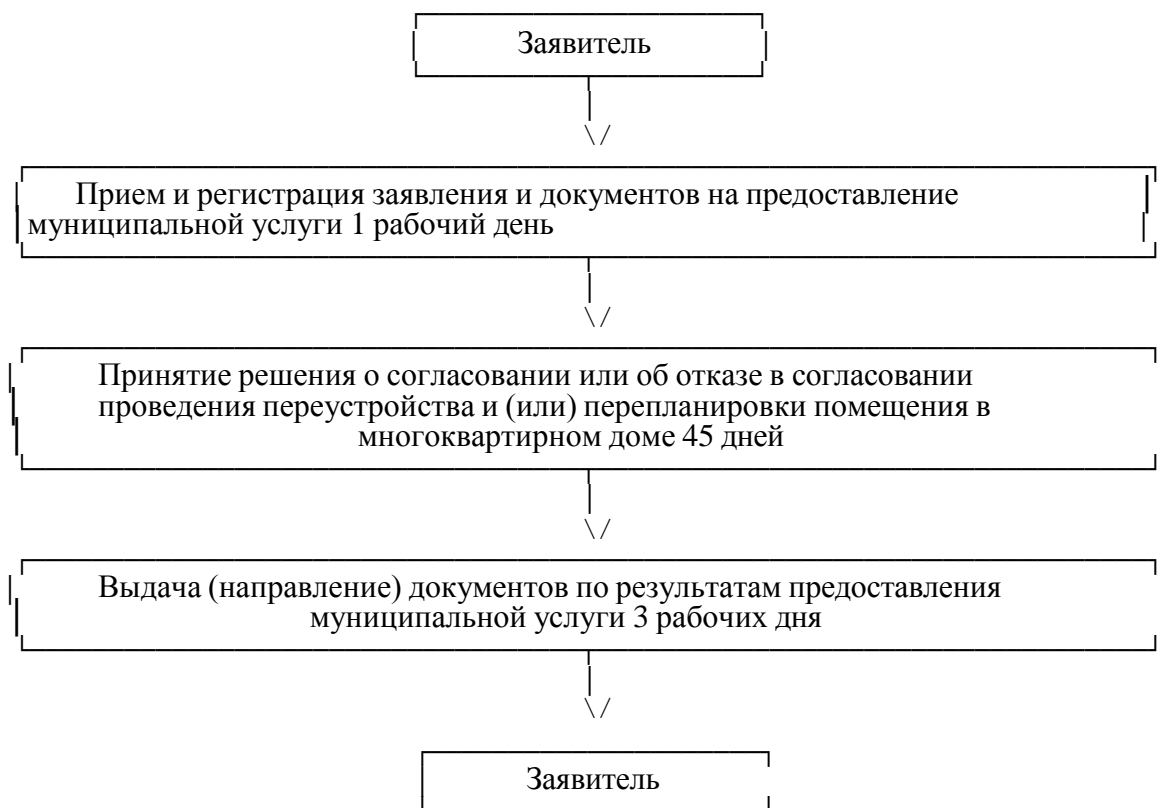 Заявитель
Прием и регистрация заявления и документов на предоставление
муниципальной услуги 1 рабочий день
Принятие решения о согласовании или об отказе в согласовании
проведения переустройства и (или) перепланировки помещения в
многоквартирном доме 45 дней
Выдача (направление) документов по результатам предоставления
муниципальной услуги 3 рабочих дня
Заявитель